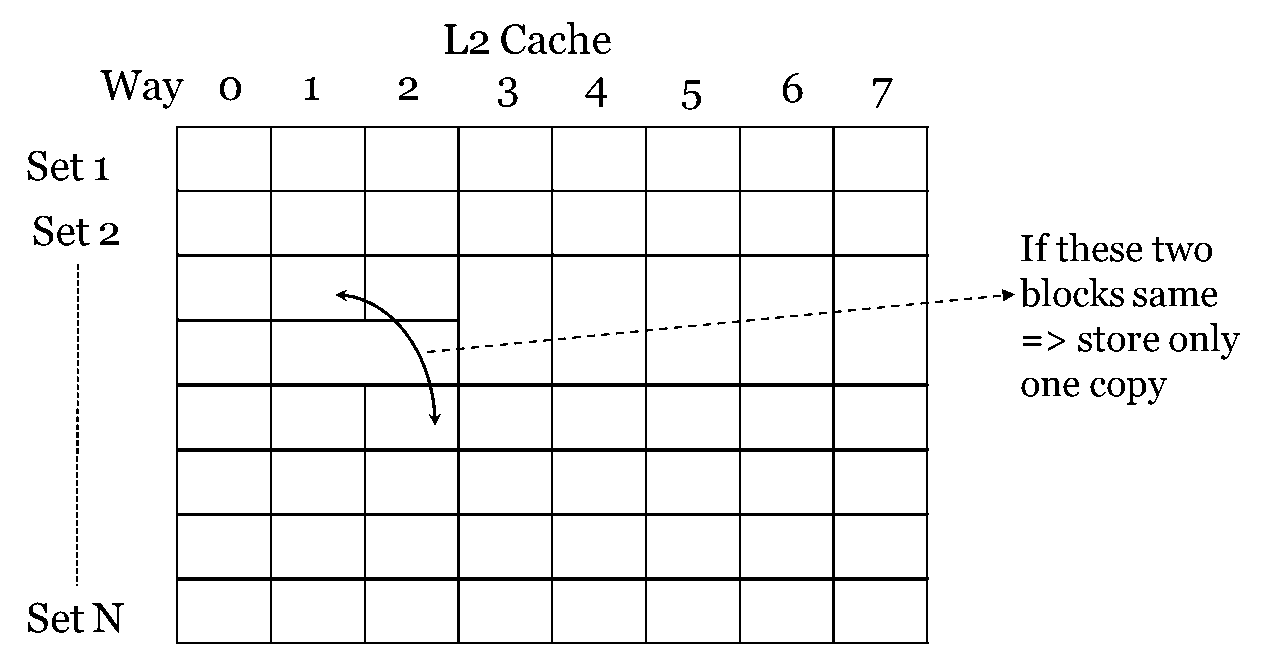 L2 Cache
Way 0 1 2 3 4 5 6 7
Set 1
Set 2
If these two
blocks same
=> store only
one copy
Set N